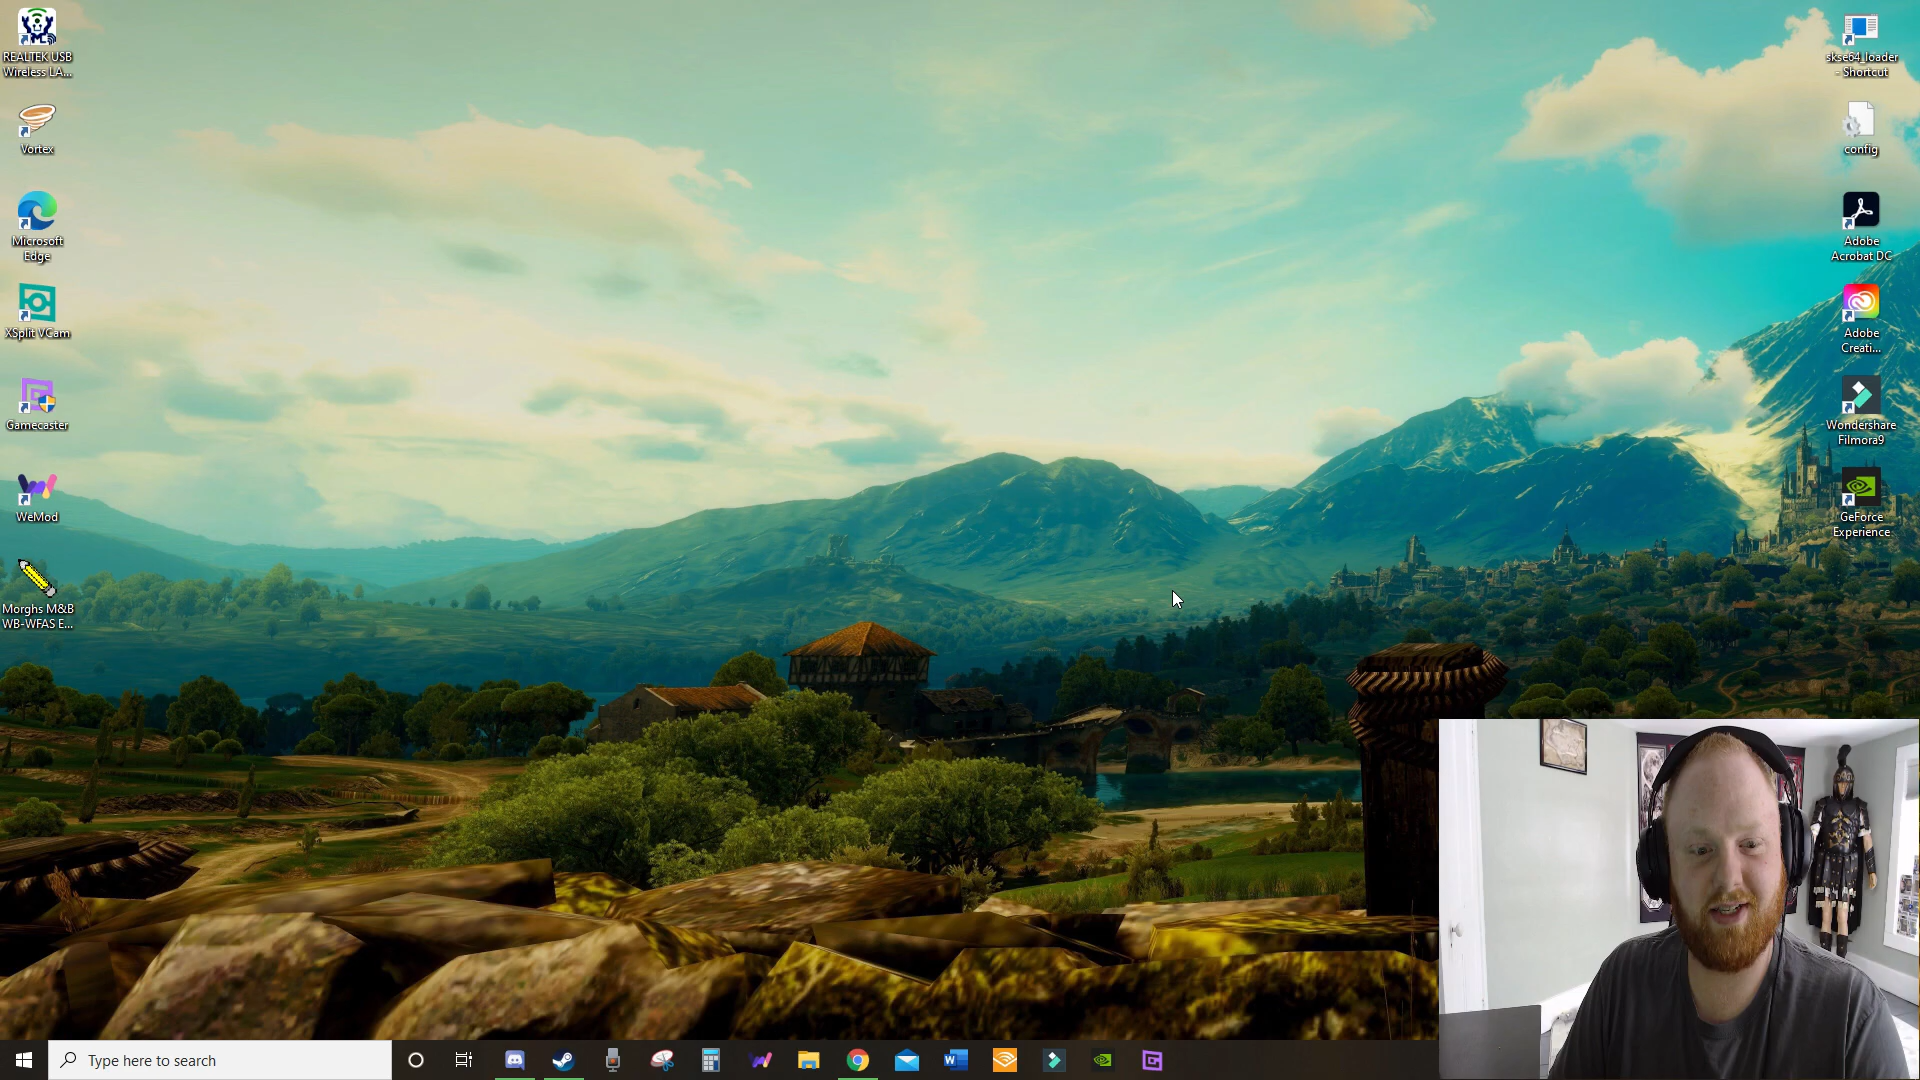 REALTEK USB
Wireless LA...
Vortex
Microsoft
Edge
XSplit VCam
Gamecaster
WeMod
Morghs M&B
WB-WFAS E...
skse64_loader
- Shortcut
config
Adobe
Acrobat DC
Adobe
Creati...
Wondershare
Filmora9
GeForce
Experience
Type here to search